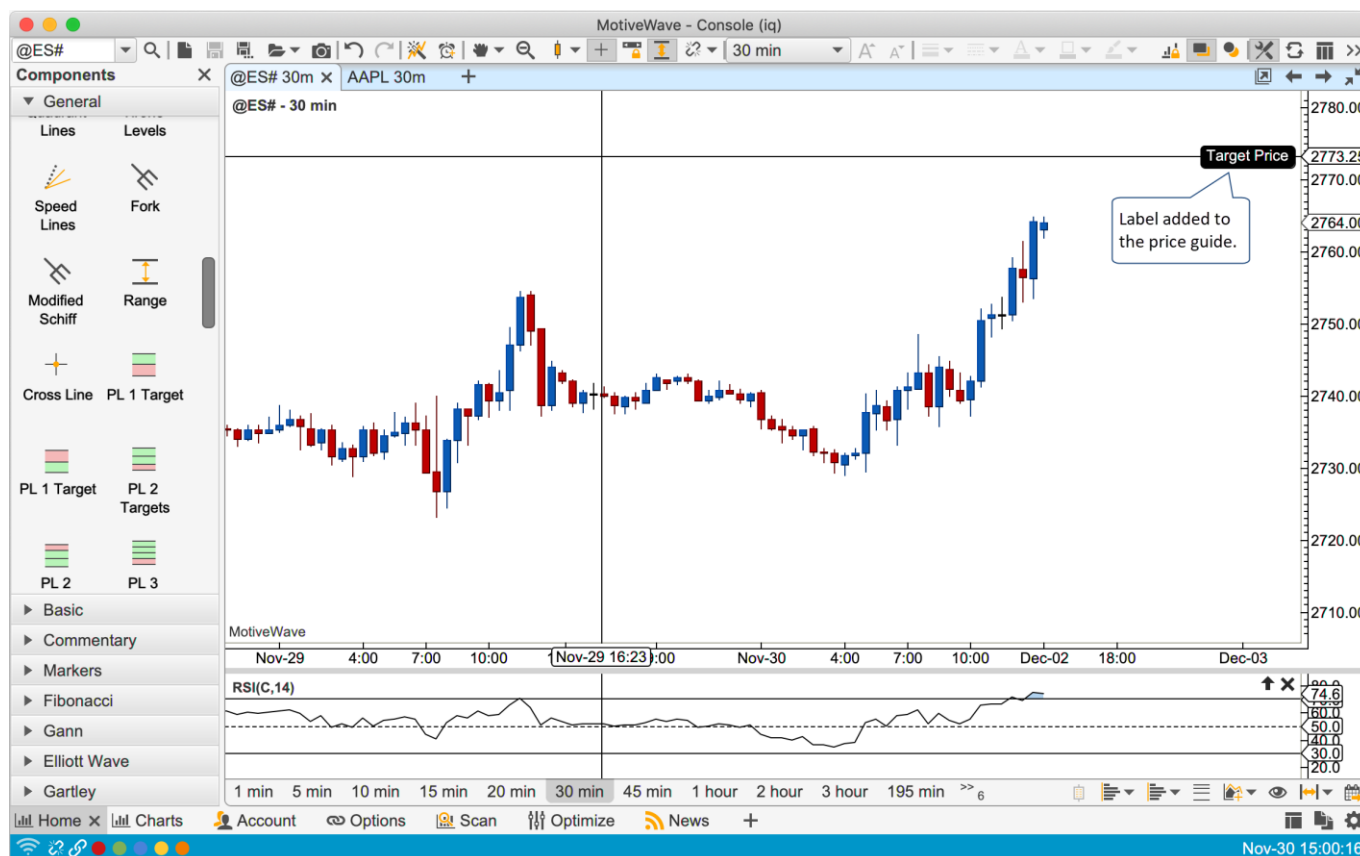 MotiveWave - Console (iq)
@ES# 30 min
Components @ES# 30m AAPL 30m +
General
@ES# - 30 min
Lines Levels
Speed Lines
Fork
Modified Schiff
Range
Cross Line PL 1 Target
PL 1 Target PL 2 Targets
PL 2 PL 3
Basic
Commentary
Markers
Fibonacci
Gann
Elliott Wave
Gartley
2780.00
Target Price 2773.25
2770.00
Label added to
the price guide.
2764.00
2760.00
2750.00
2740.00
2730.00
2720.00
2710.00
MotiveWave
Nov-29 4:00 7:00 10:00 Nov-29 16:23 Nov-30 4:00 7:00 10:00 Dec-02 18:00 Dec-03
RSI(C,14)
74.6
60.0
50.0
40.0
30.0
20.0
1 min 5 min 10 min 15 min 20 min 30 min 45 min 1 hour 2 hour 3 hour 195 min 6
Home Charts Account Options Scan Optimize News +
Nov-30 15:00:16